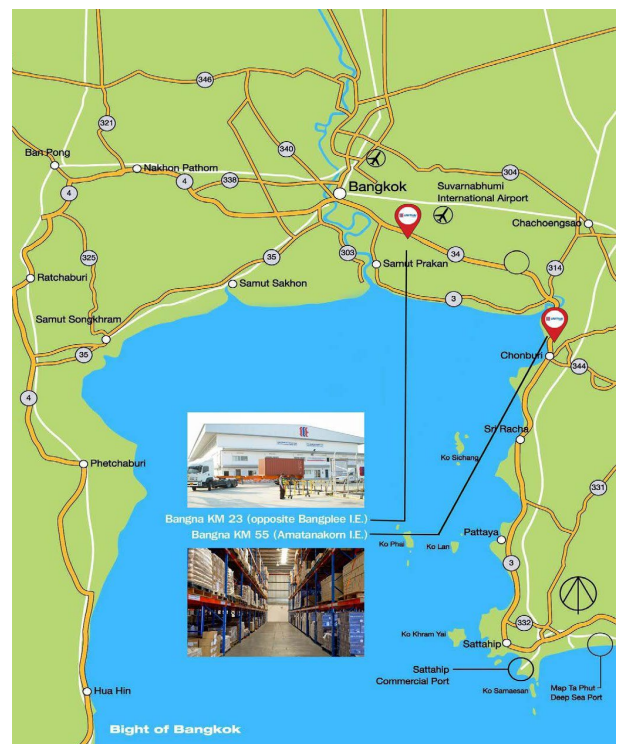 346
321
340
304
Ban Pong
Nakhon Pathom
338
4
4
Bangkok
Suvarnabhumi
International Airport
Chachoengsao
325
35
303
Samut Prakan
34
314
Ratchaburi
Samut Sakhon
3
Samut Songkhram
35
Chonburi
344
4
Sri Racha
Phetchaburi
Ko Sichang
331
Bangna KM 23 (opposite Bangplee I.E.)
Bangna KM 55 (Amatanakorn I.E.)
Pattaya
Ko Phai
Ko Lan
3
332
Ko Khram Yai
Sattahip
Sattahip
Commercial Port
Ko Samaesan
Map Ta Phut
Deep Sea Port
Hua Hin
Bight of Bangkok